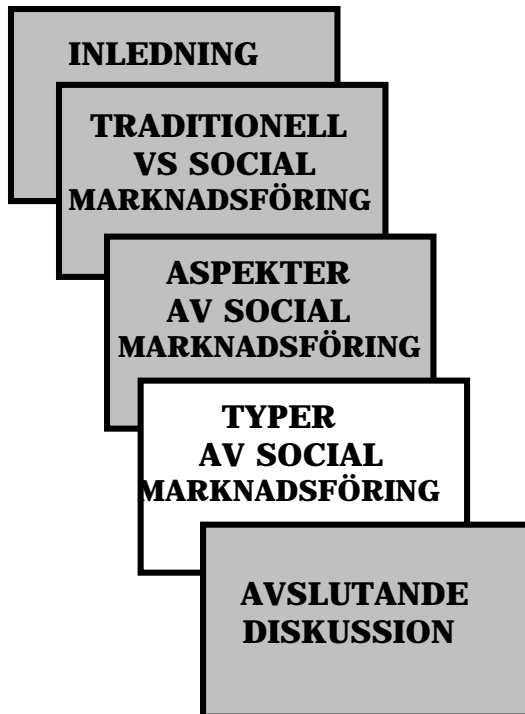 INLEDNING
TRADITIONELL
VS SOCIAL
MARKNADSFÖRING
ASPEKTER
AV SOCIAL
MARKNADSFÖRING
TYPER
AV SOCIAL
MARKNADSFÖRING
AVSLUTANDE
DISKUSSION